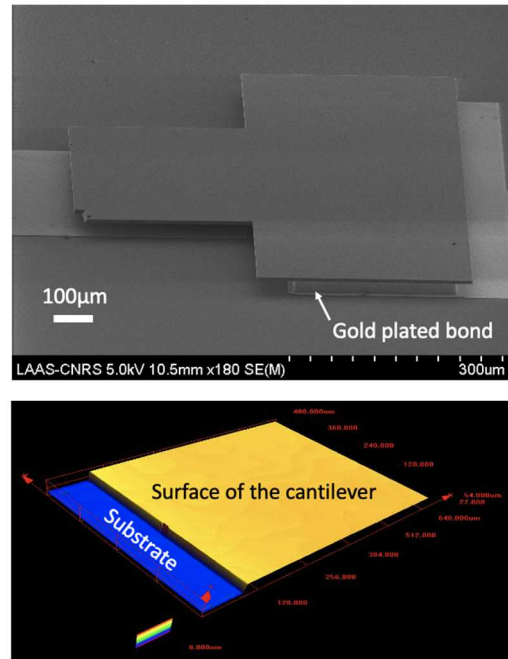 100μm
Gold plated bond
LAAS-CNRS 5.0kV 10.5mm x180 SE(M)
300um
480.000um
360.000
240.000
120.000
Surface of the cantilever
Substrate
54.000um
27.000
640.000um
512.000
384.000
256.000
128.000
0.000um